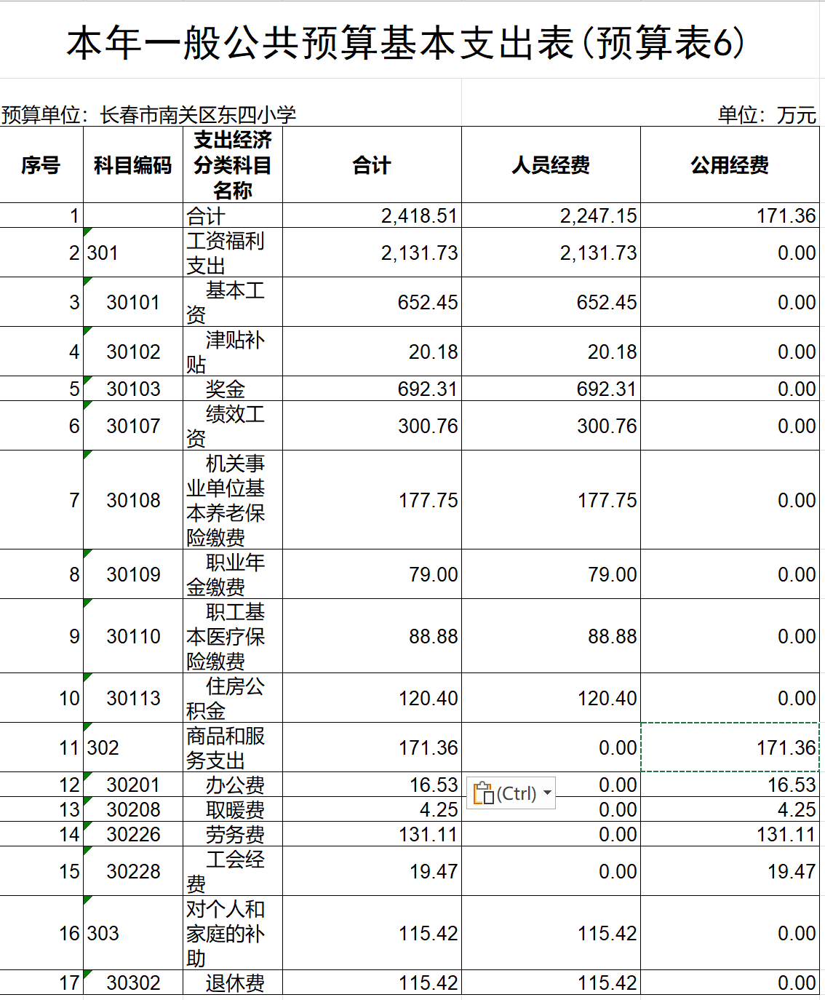 本年一般公共预算基本支出表(预算表6)
预算单位：长春市南关区东四小学 单位：万元
序号 科目编码 支出经济分类科目名称 合计 人员经费 公用经费
1 合计 2,418.51 2,247.15 171.36
2 301 工资福利支出 2,131.73 2,131.73 0.00
3 30101 基本工资 652.45 652.45 0.00
4 30102 津贴补贴 20.18 20.18 0.00
5 30103 奖金 692.31 692.31 0.00
6 30107 绩效工资 300.76 300.76 0.00
7 30108 机关事业单位基本养老保险缴费 177.75 177.75 0.00
8 30109 职业年金缴费 79.00 79.00 0.00
9 30110 职工基本医疗保险缴费 88.88 88.88 0.00
10 30113 住房公积金 120.40 120.40 0.00
11 302 商品和服务支出 171.36 0.00 171.36
12 30201 办公费 16.53 0.00 16.53
(Ctrl)
13 30208 取暖费 4.25 0.00 4.25
14 30226 劳务费 131.11 0.00 131.11
15 30228 工会经费 19.47 0.00 19.47
16 303 对个人和家庭的补助 115.42 115.42 0.00
17 30302 退休费 115.42 115.42 0.00